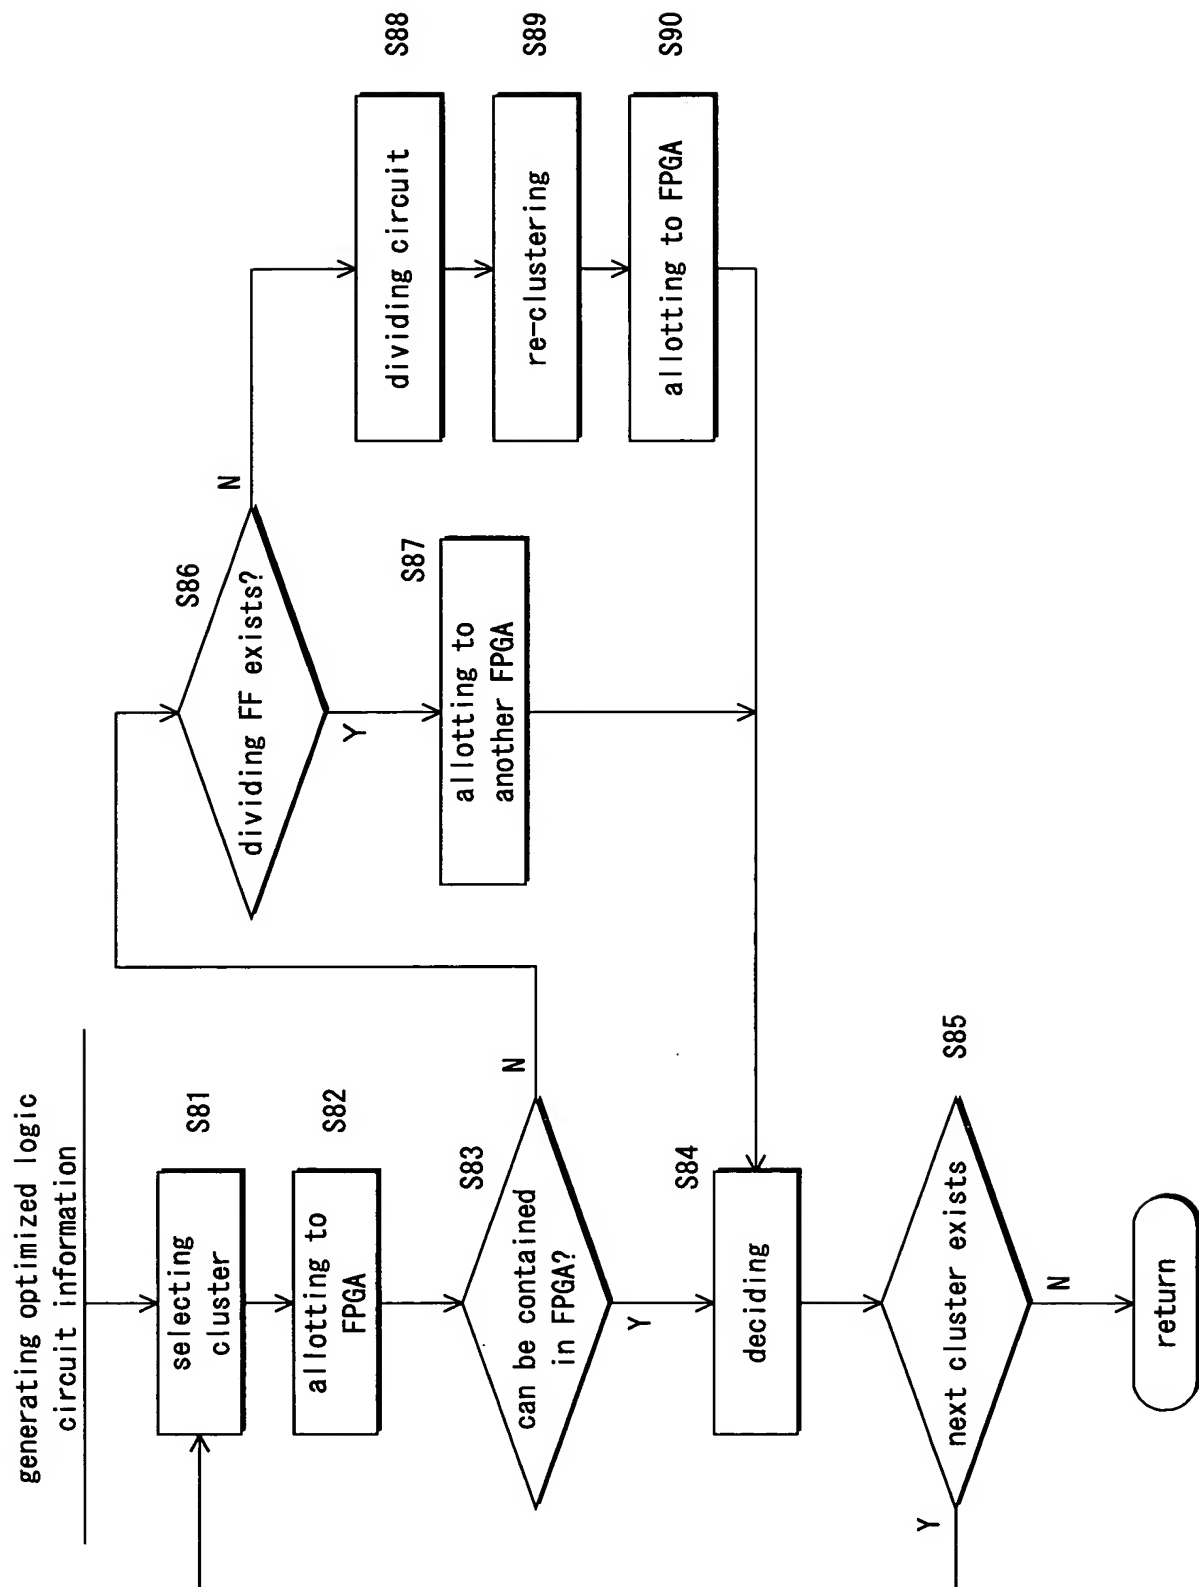 generating optimized logic
circuit information
selecting
cluster
S81
allotting to
FPGA
S82
can be contained
in FPGA?
S83
N
Y
deciding
S84
next cluster exists
S85
Y
N
return
dividing FF exists?
S86
N
Y
allotting to
another FPGA
S87
dividing circuit
S88
re-clustering
S89
allotting to FPGA
S90